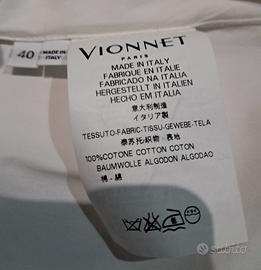 40
MADE IN
ITALY
VIONNET
PARIS
MADE IN ITALY
FABRIQUE EN ITALIE
FABRICADO NA ITALIA
HERGESTELLT IN ITALIEN
HECHO EM ITALIA
意大利制造
イタリア製
TESSUTO-FABRIC-TISSU-GEWEBE-TELA
100%COTONE COTTON COTON
BAUMWOLLE ALGODON ALGODAO
棉、綿
subito